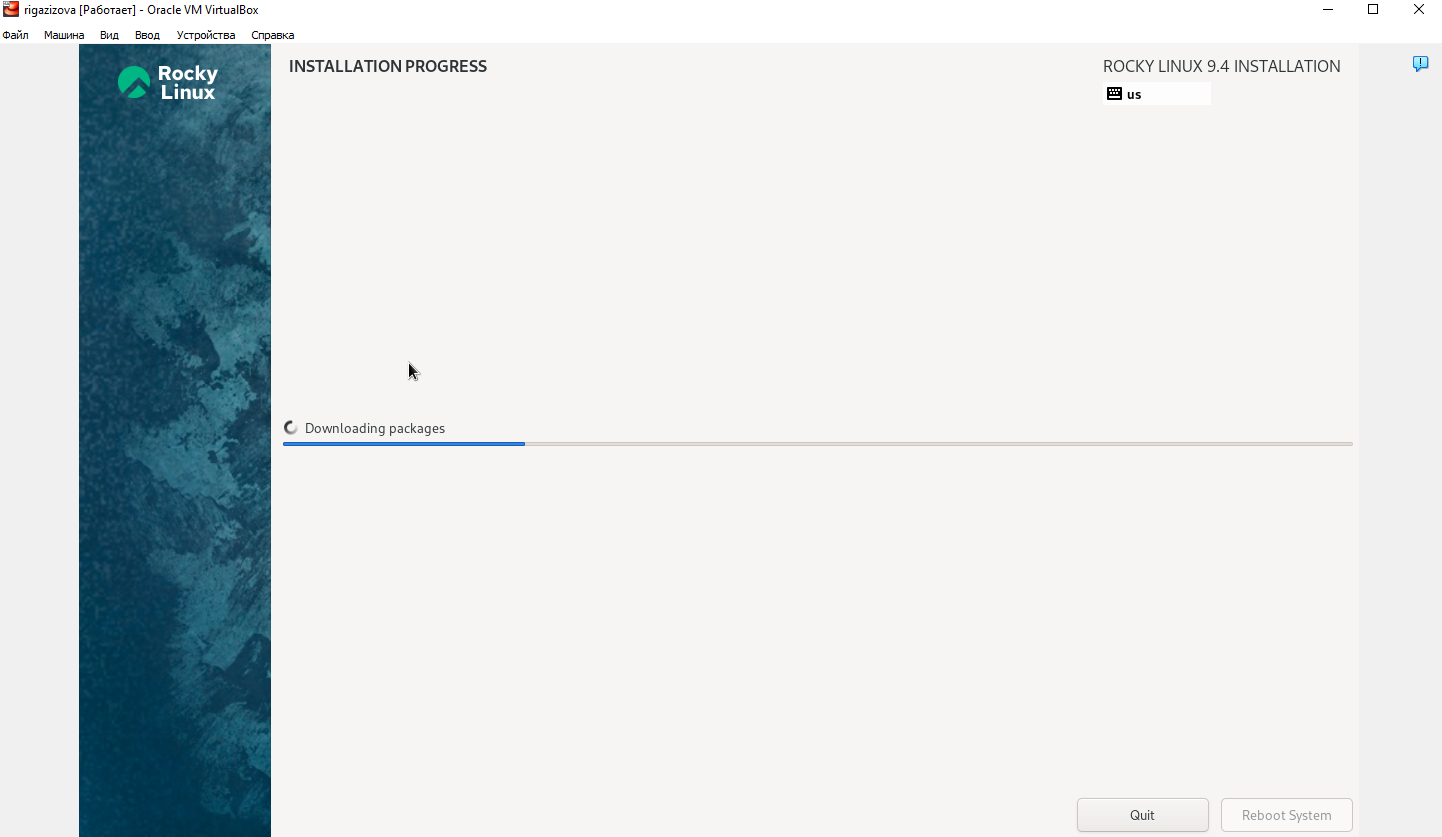 rigazizova [Работает] - Oracle VM VirtualBox
Файл Машина Вид Ввод Устройства Справка
Rocky
Linux
INSTALLATION PROGRESS
ROCKY LINUX 9.4 INSTALLATION
us
Downloading packages
Quit
Reboot System